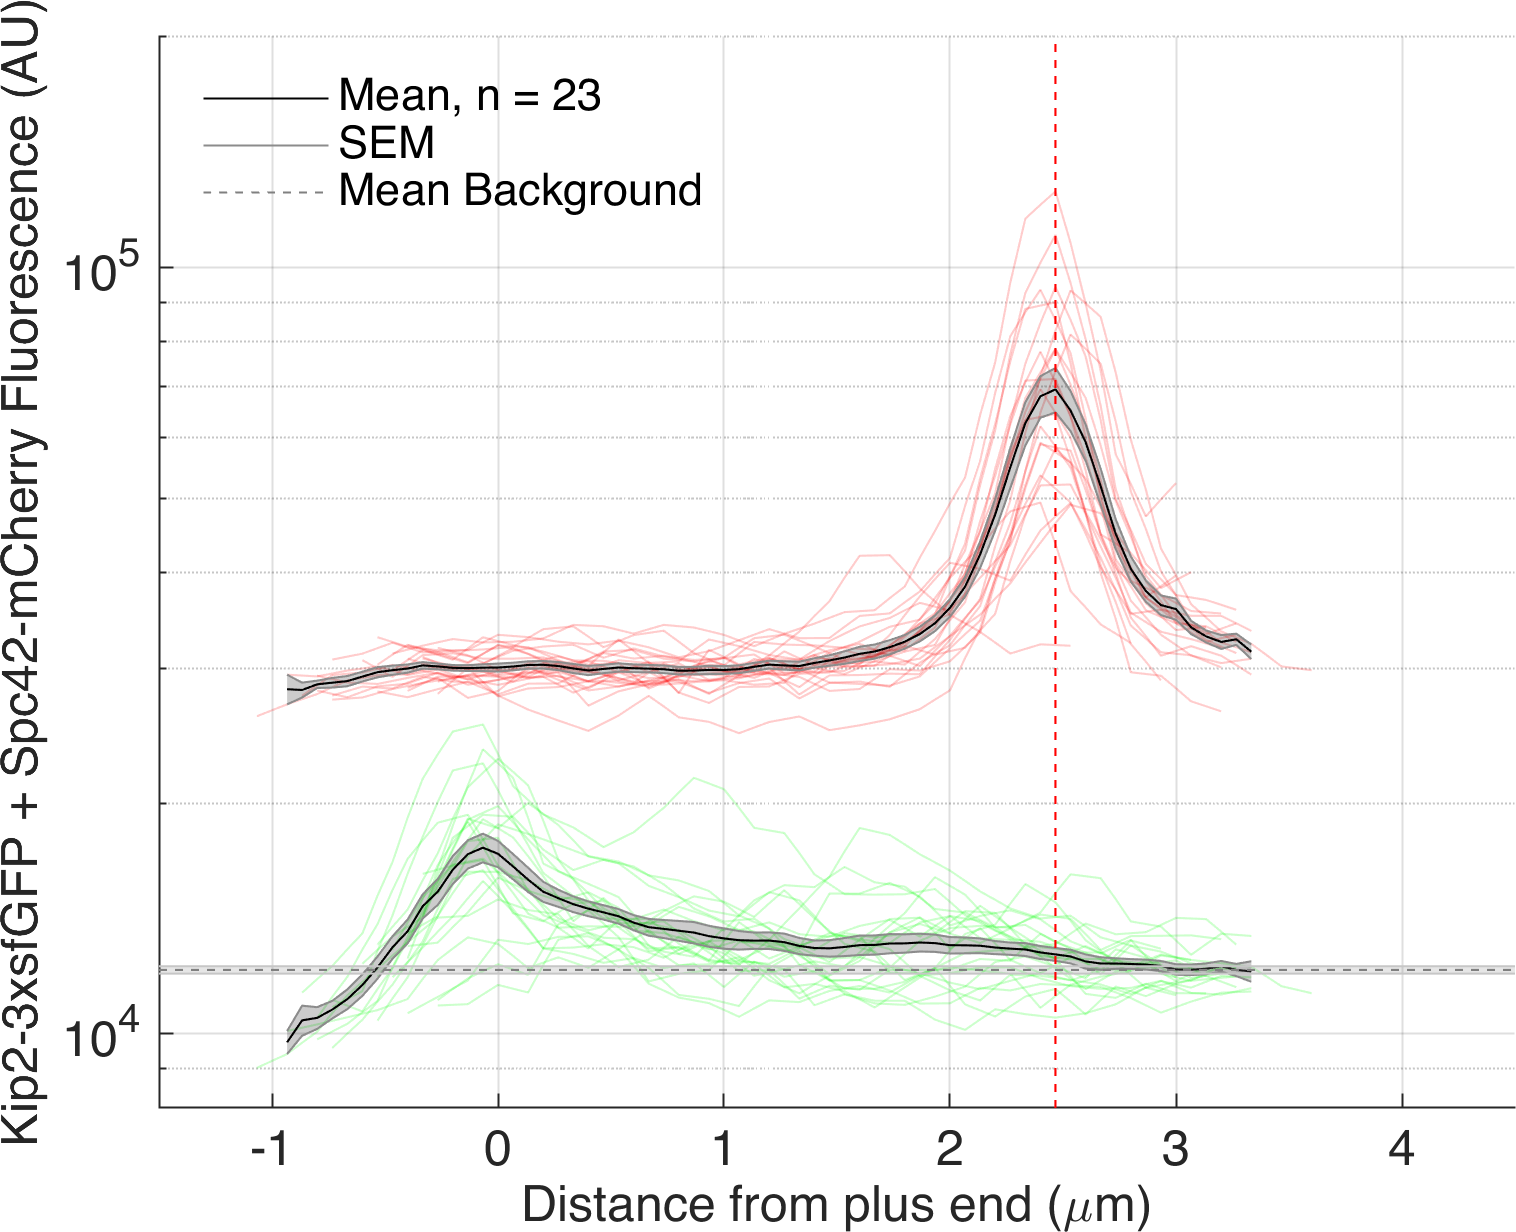 Kip2-3xsfGFP + Spc42-mCherry Fluorescence (AU)
Mean, n = 23
SEM
Mean Background
10^5
10^4
-1 0 1 2 3 4
Distance from plus end (μm)